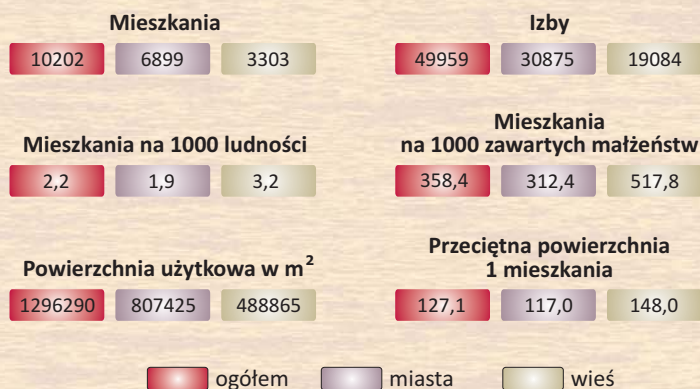 Mieszkania
10202 6899 3303
Izby
49959 30875 19084
Mieszkania na 1000 ludności
2,2 1,9 3,2
Mieszkania
na 1000 zawartych małżeństw
358,4 312,4 517,8
Powierzchnia użytkowa w m²
1296290 807425 488865
Przeciętna powierzchnia
1 mieszkania
127,1 117,0 148,0
ogółem miasta wieś